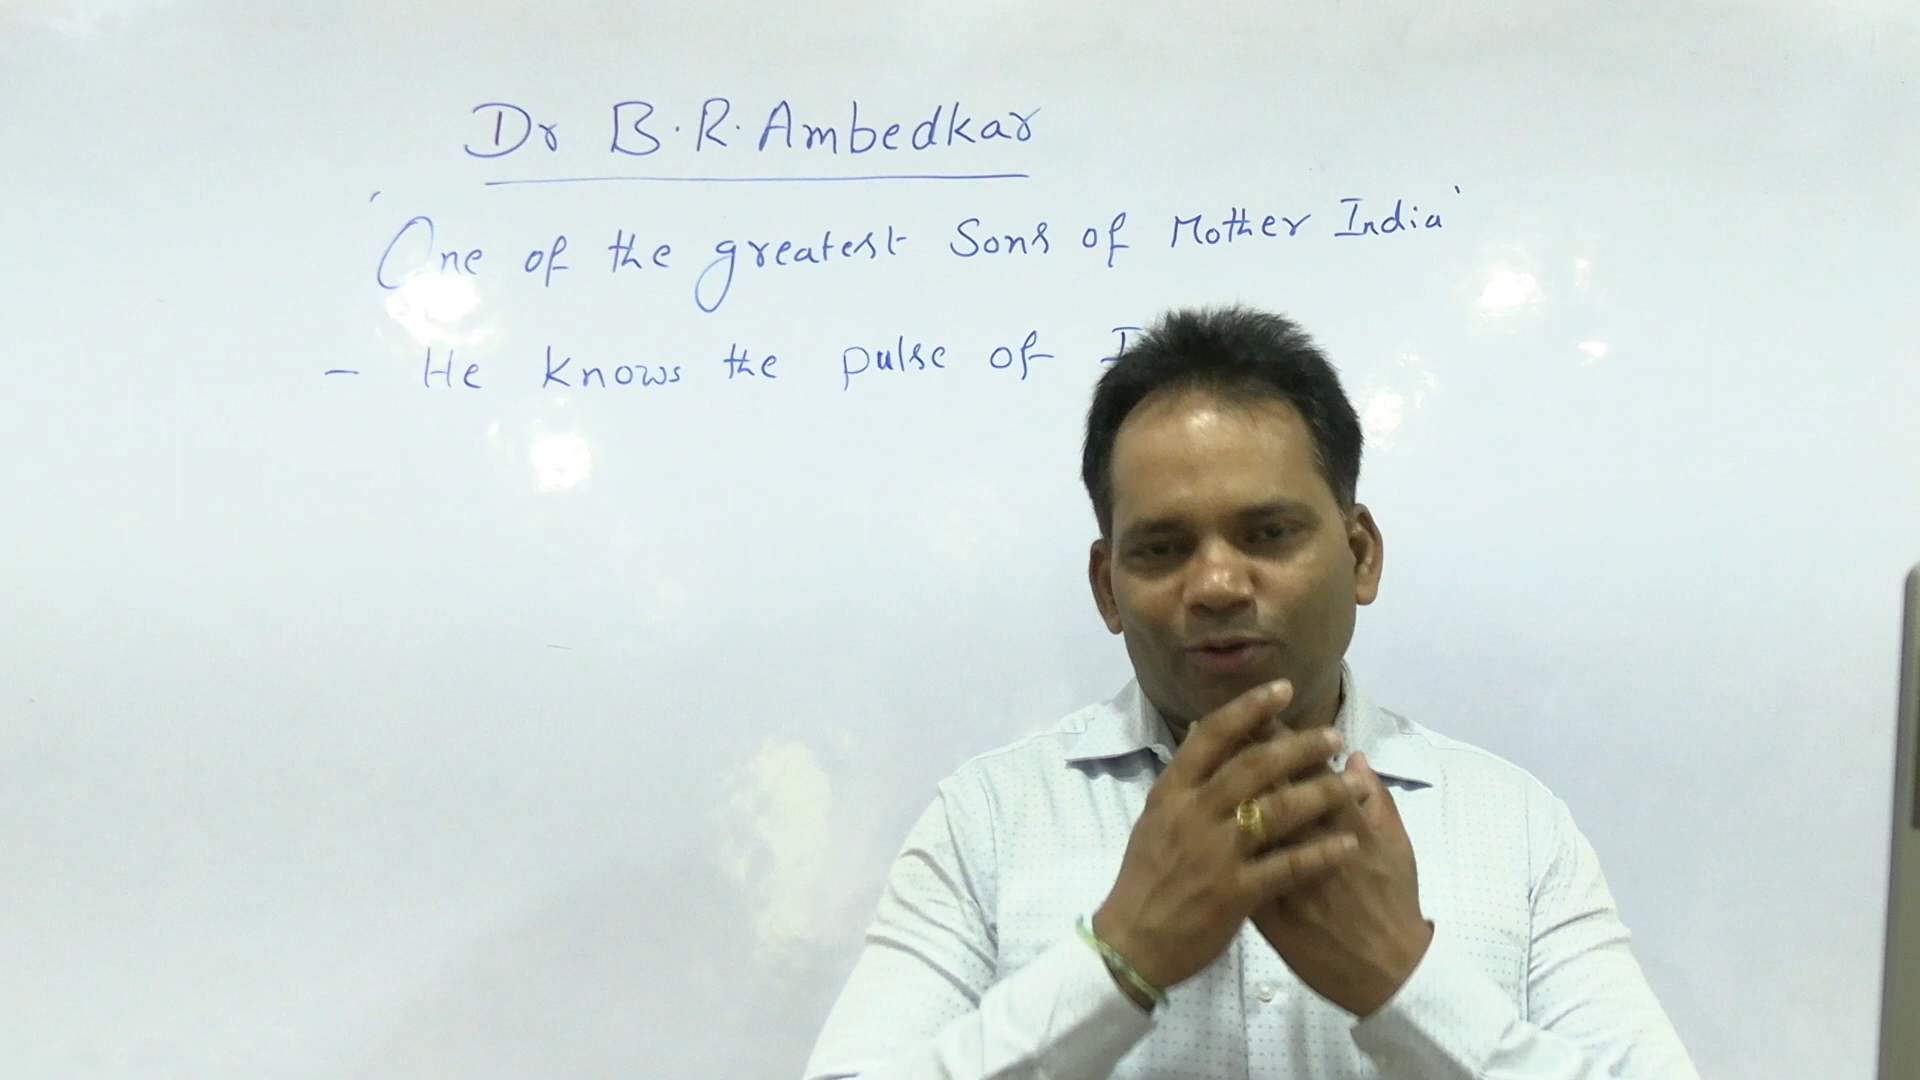 Dr B.R. Ambedkar
'One of the greatest Sons of Mother India'
- He knows the pulse of